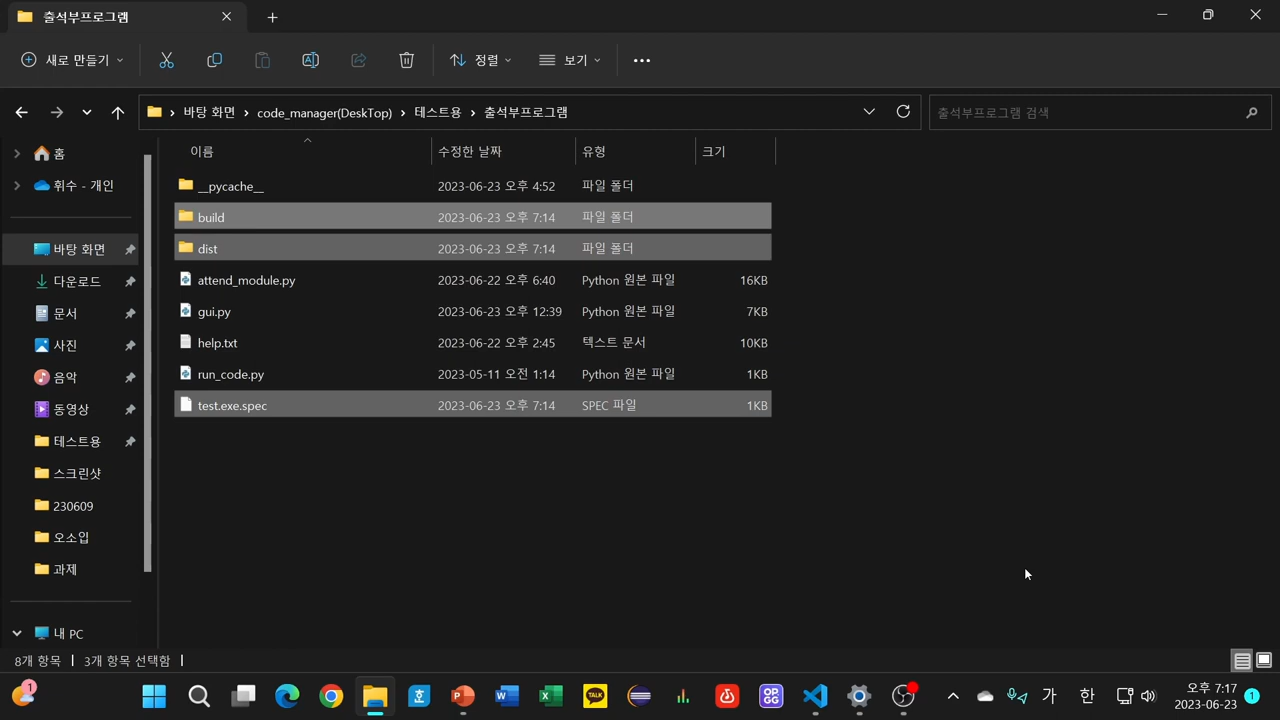 출석부프로그램
새로 만들기
정렬
보기
바탕 화면 › code_manager(DeskTop) › 테스트용 › 출석부프로그램
출석부프로그램 검색
이름 수정한 날짜 유형 크기
__pycache__ 2023-06-23 오후 4:52 파일 폴더
build 2023-06-23 오후 7:14 파일 폴더
dist 2023-06-23 오후 7:14 파일 폴더
attend_module.py 2023-06-22 오후 6:40 Python 원본 파일 16KB
gui.py 2023-06-23 오후 12:39 Python 원본 파일 7KB
help.txt 2023-06-22 오후 2:45 텍스트 문서 10KB
run_code.py 2023-05-11 오전 1:14 Python 원본 파일 1KB
test.exe.spec 2023-06-23 오후 7:14 SPEC 파일 1KB
홈
휘수 - 개인
바탕 화면
다운로드
문서
사진
음악
동영상
테스트용
스크린샷
230609
오소입
과제
내 PC
8개 항목
3개 항목 선택함
1
TALK
OP.GG
가
한
오후 7:17
2023-06-23
1